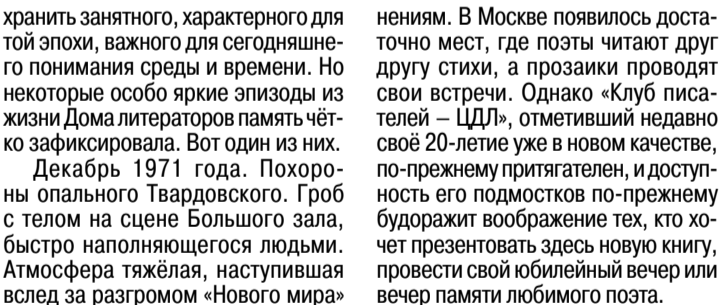 хранить занятного, характерного для
той эпохи, важного для сегодняшне-
го понимания среды и времени. Но
некоторые особо яркие эпизоды из
жизни Дома литераторов память чёт-
ко зафиксировала. Вот один из них.
Декабрь 1971 года. Похоро-
ны опального Твардовского. Гроб
с телом на сцене Большого зала,
быстро наполняющегося людьми.
Атмосфера тяжёлая, наступившая
вслед за разгромом «Нового мира»
нениям. В Москве появилось доста-
точно мест, где поэты читают друг
другу стихи, а прозаики проводят
свои встречи. Однако «Клуб писа-
телей – ЦДЛ», отметивший недавно
своё 20-летие уже в новом качестве,
по-прежнему притягателен, и доступ-
ность его подмостков по-прежнему
будоражит воображение тех, кто хо-
чет презентовать здесь новую книгу,
провести свой юбилейный вечер или
вечер памяти любимого поэта.